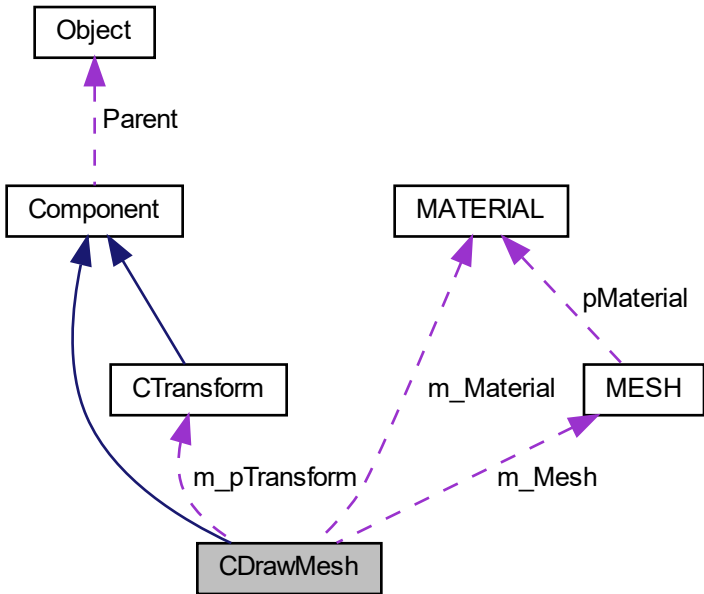 Object
Parent
Component
MATERIAL
pMaterial
CTransform
m_Material
MESH
m_pTransform
m_Mesh
CDrawMesh